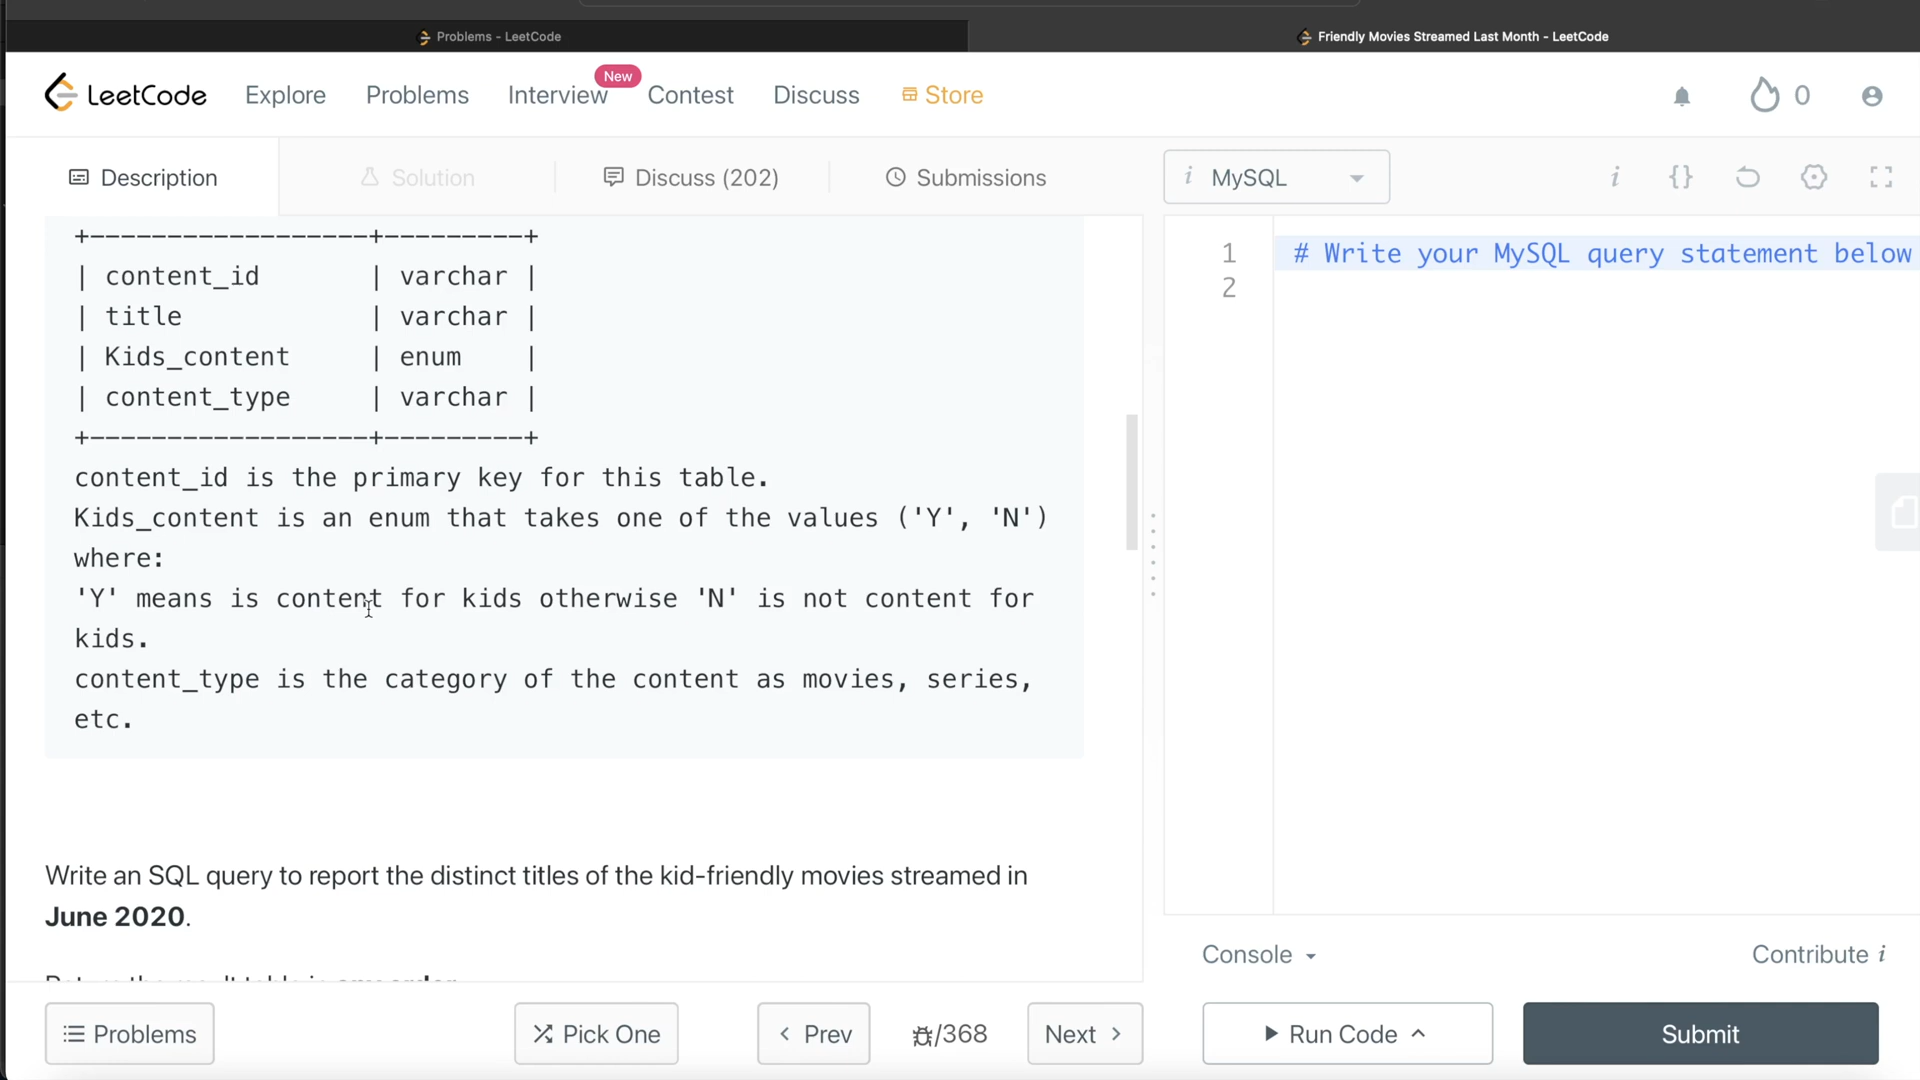 Problems - LeetCode
Friendly Movies Streamed Last Month - LeetCode
LeetCode Explore Problems Interview New Contest Discuss Store 0
Description Solution Discuss (202) Submissions i MySQL i {}
+------------------+---------+
| content_id | varchar |
| title | varchar |
| Kids_content | enum |
| content_type | varchar |
+------------------+---------+
content_id is the primary key for this table.
Kids_content is an enum that takes one of the values ('Y', 'N')
where:
'Y' means is content for kids otherwise 'N' is not content for
kids.
content_type is the category of the content as movies, series,
etc.
Write an SQL query to report the distinct titles of the kid-friendly movies streamed in
June 2020.
1 # Write your MySQL query statement below
2
Console Contribute i
Problems Pick One < Prev /368 Next > Run Code Submit